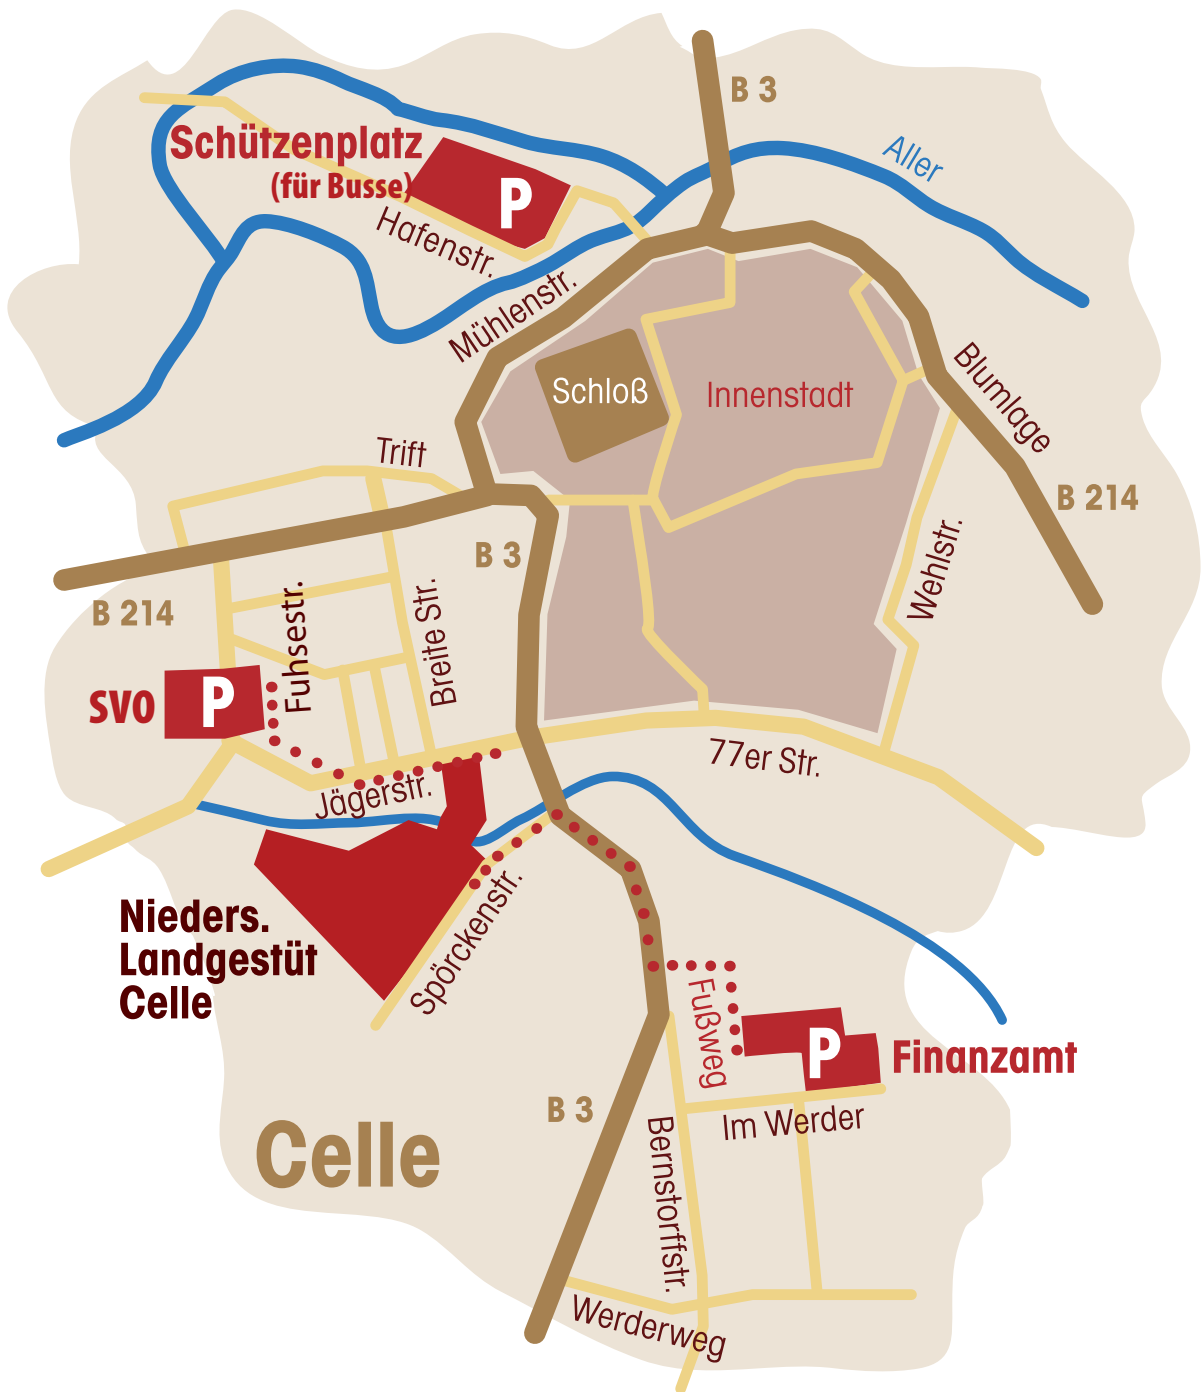 B 3
Aller
Schützenplatz
(für Busse)
P
Hafenstr.
Mühlenstr.
Schloß
Innenstadt
Blumlage
B 214
Trift
B 3
Wehlstr.
B 214
Fuhsestr.
Breite Str.
SVO
P
77er Str.
Jägerstr.
Nieders.
Landgestüt
Celle
Spörckenstr.
Fußweg
P
Finanzamt
B 3
Im Werder
Celle
Bernstorffstr.
Werderweg